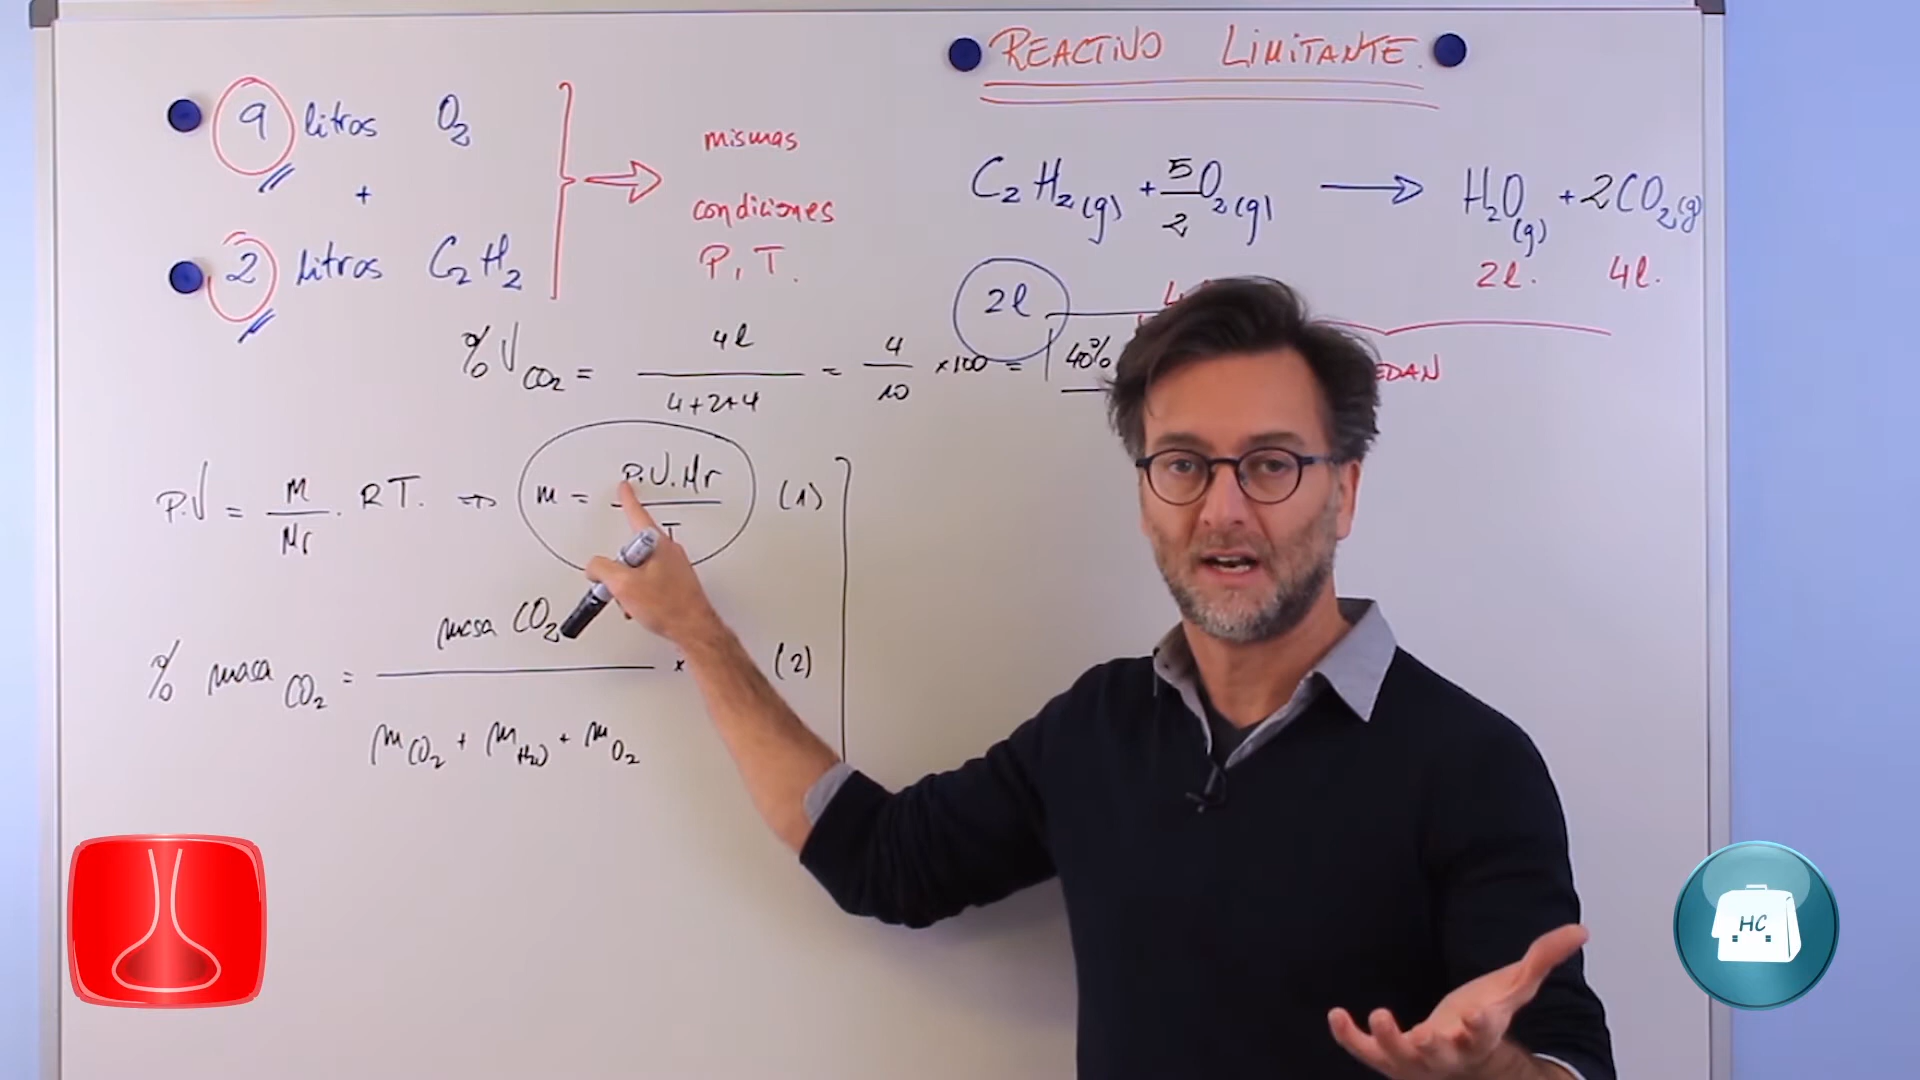 REACTIVO LIMITANTE.
9 litros O2
+
2 litros C2H2
mismas
condiciones
P, T.
C2H2(g) + 5/2 O2(g) → H2O(g) + 2CO2(g)
2l
2l. 4l.
EDAN
%V CO2 = 4l / 4+2+4 = 4/10 ×100 = 40%
P.V = m/Mr . RT. → m = P.V.Mr / T (1)
% masa CO2 = masa CO2 / mCO2 + mH2O + mO2 × (2)
HC